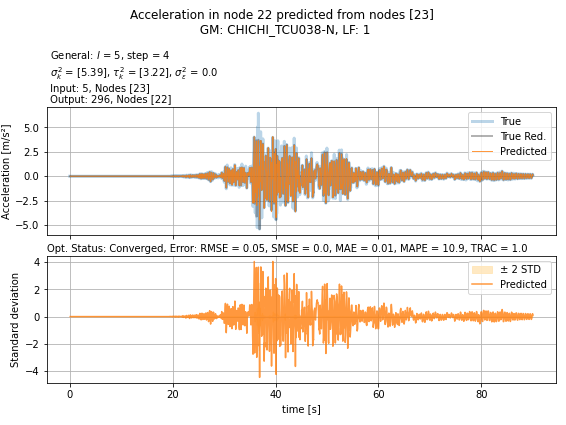 Acceleration in node 22 predicted from nodes [23]
GM: CHICHI_TCU038-N, LF: 1
General: l = 5, step = 4
σ²ₖ = [5.39], τ²ₖ = [3.22], σ²ε = 0.0
Input: 5, Nodes [23]
Output: 296, Nodes [22]
Acceleration [m/s²]
5.0
2.5
0.0
−2.5
−5.0
True
True Red.
Predicted
Opt. Status: Converged, Error: RMSE = 0.05, SMSE = 0.0, MAE = 0.01, MAPE = 10.9, TRAC = 1.0
Standard deviation
4
2
0
−2
−4
± 2 STD
Predicted
0
20
40
60
80
time [s]